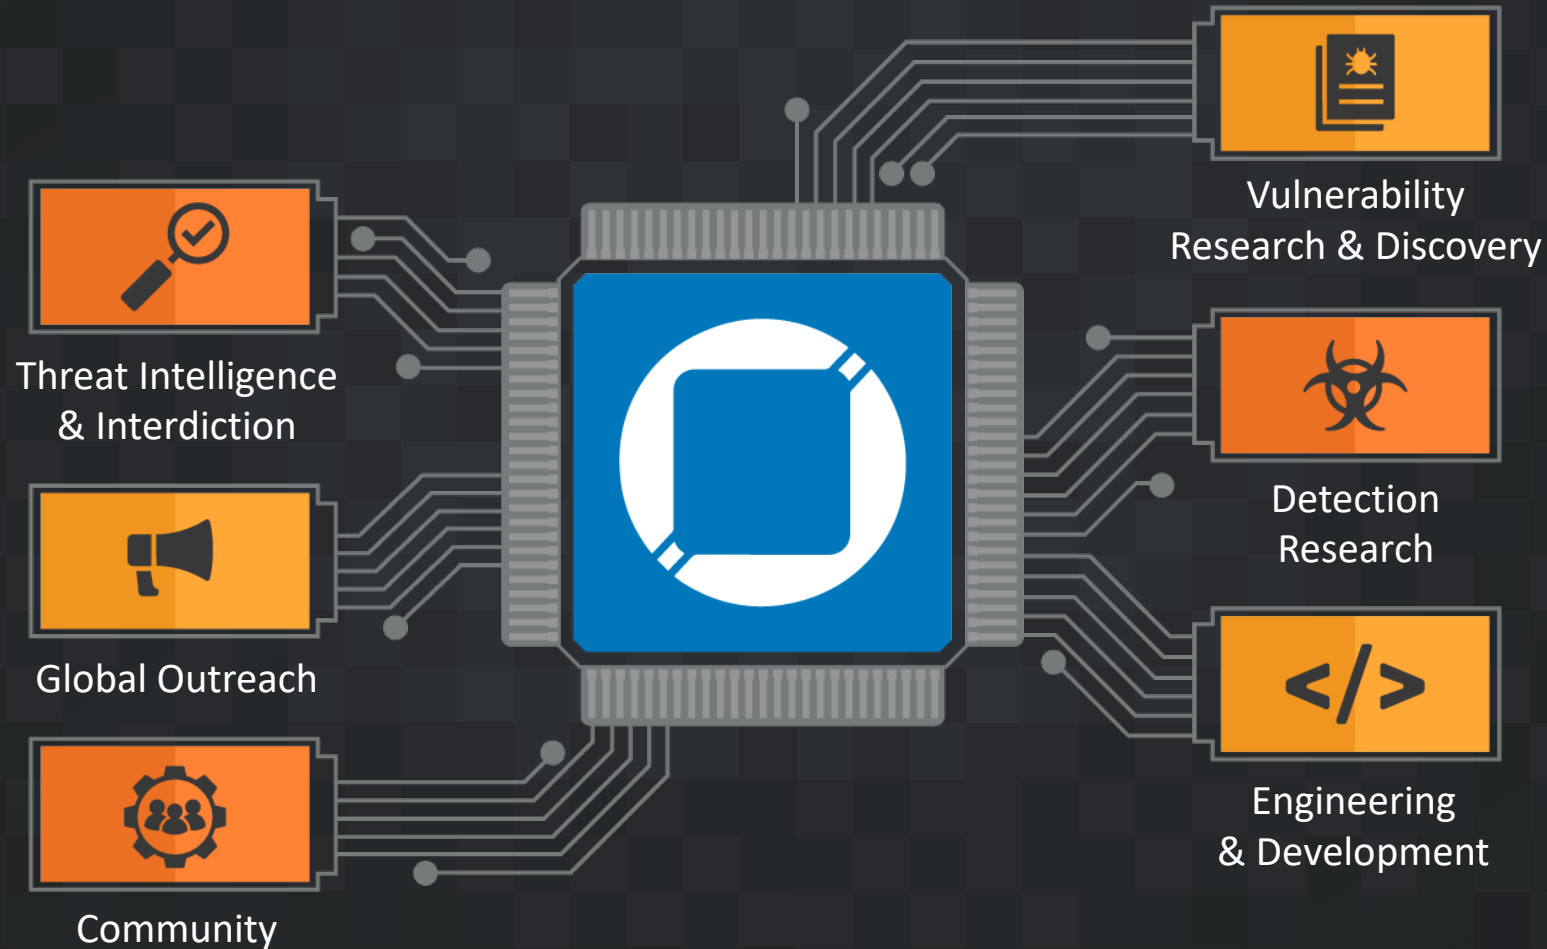 Threat Intelligence
& Interdiction
Global Outreach
Community
Vulnerability
Research & Discovery
Detection
Research
</>
Engineering
& Development